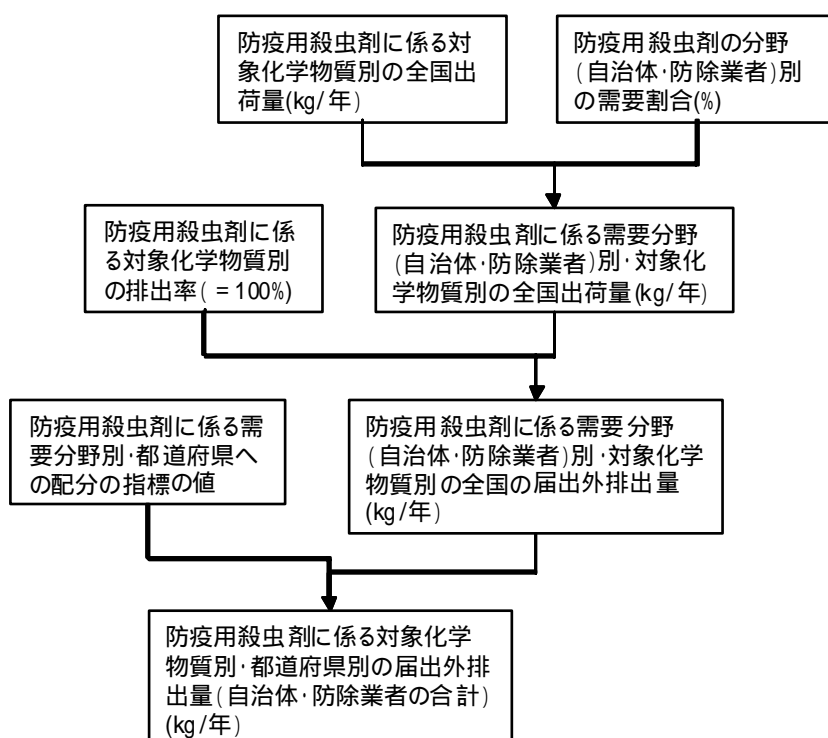 防疫用殺虫剤に係る対
象化学物質別の全国出
荷量(kg/年)
防疫用殺虫剤の分野
(自治体・防除業者)別
の需要割合(%)
防疫用殺虫剤に係
る対象化学物質別
の排出率(=100%)
防疫用殺虫剤に係る需要分野
(自治体・防除業者)別・対象化
学物質別の全国出荷量(kg/年)
防疫用殺虫剤に係る需
要分野別・都道府県へ
の配分の指標の値
防疫用殺虫剤に係る需要分野
(自治体・防除業者)別・対象化学
物質別の全国の届出外排出量
(kg/年)
防疫用殺虫剤に係る対象化学
物質別・都道府県別の届出外排
出量(自治体・防除業者の合計)
(kg/年)